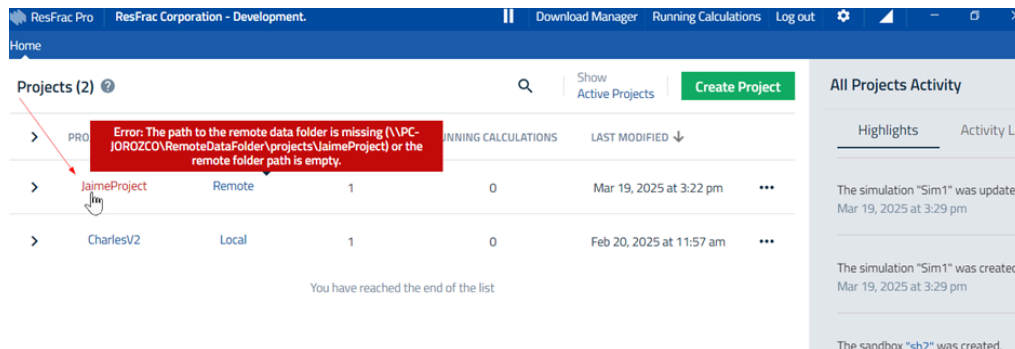 ResFrac Pro ResFrac Corporation - Development. Download Manager Running Calculations Log out
Home
Projects (2) ? Show Active Projects Create Project
PRO
Error: The path to the remote data folder is missing (\\PC-
JOROZCO\RemoteDataFolder\projects\JaimeProject) or the
remote folder path is empty.
CALCULATIONS LAST MODIFIED
JaimeProject Remote 1 0 Mar 19, 2025 at 3:22 pm
CharlesV2 Local 1 0 Feb 20, 2025 at 11:57 am
You have reached the end of the list
All Projects Activity
Highlights Activity L
The simulation "Sim1" was update
Mar 19, 2025 at 3:29 pm
The simulation "Sim1" was created
Mar 19, 2025 at 3:29 pm
The sandbox "sb2" was created.